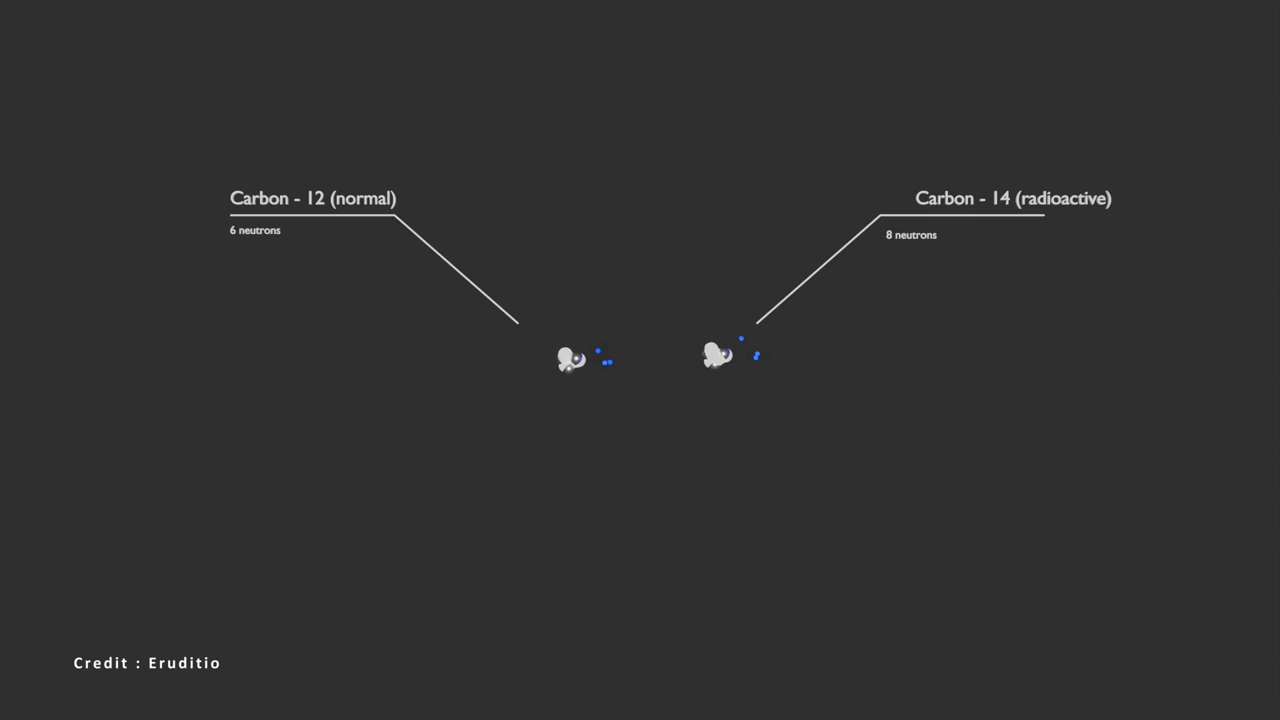 Carbon - 12 (normal)
6 neutrons
Carbon - 14 (radioactive)
8 neutrons
Credit : Eruditio